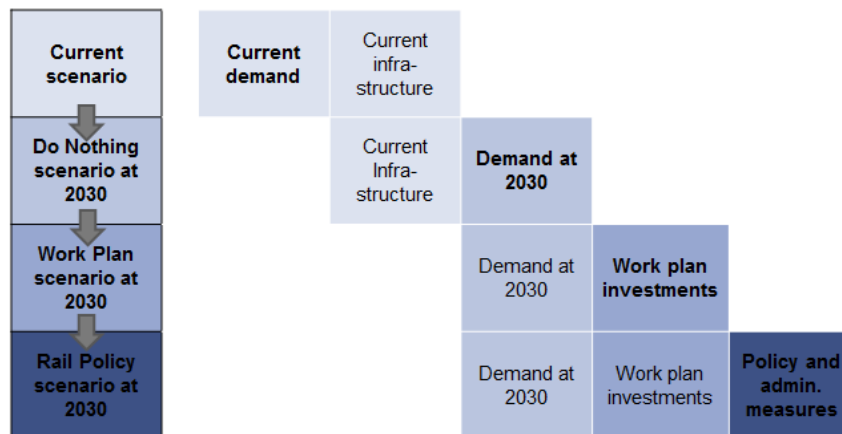 Current
scenario
Current
demand
Current
infra-
structure
Do Nothing
scenario at
2030
Current
Infra-
structure
Demand at
2030
Work Plan
scenario at
2030
Demand at
2030
Work plan
investments
Rail Policy
scenario at
2030
Demand at
2030
Work plan
investments
Policy and
admin.
measures